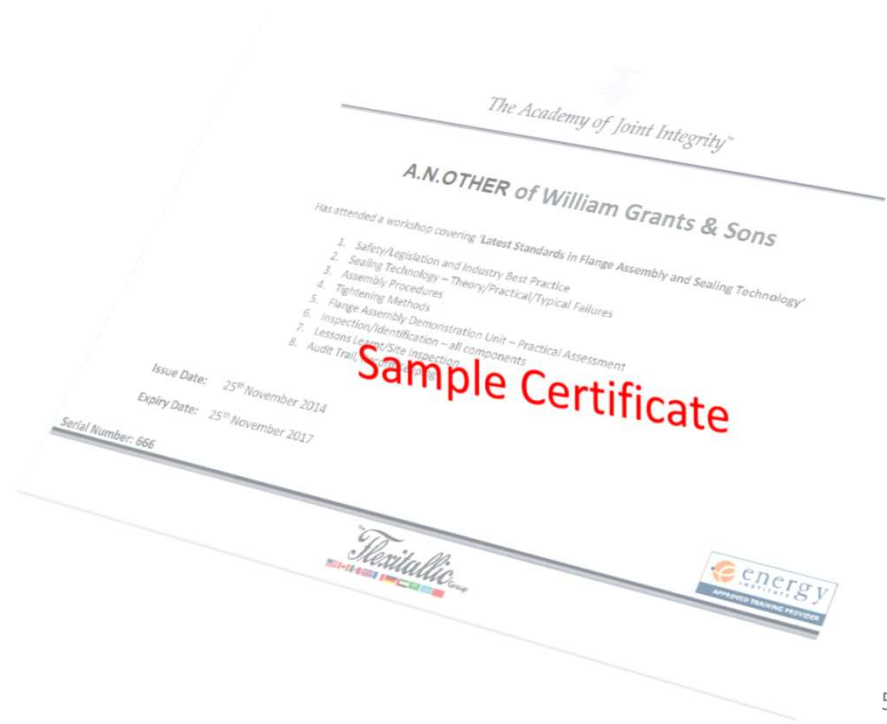 The Academy of Joint Integrity™
A.N.OTHER of William Grants & Sons
Has attended a workshop covering 'Latest Standards in Flange Assembly and Sealing Technology'
1. Safety/Legislation and Industry Best Practice
2. Sealing Technology – Theory/Practical/Typical Failures
3. Assembly Procedures
4. Tightening Methods
5. Flange Assembly Demonstration Unit – Practical Assessment
6. Inspection/Identification – all components
7. Lessons Learnt/Site Inspection
8. Audit Trail,
Sample Certificate
Issue Date: 25th November 2014
Expiry Date: 25th November 2017
Serial Number: 666
The Flexitallic Group
energy
INSTITUTE
APPROVED TRAINING PROVIDER
5